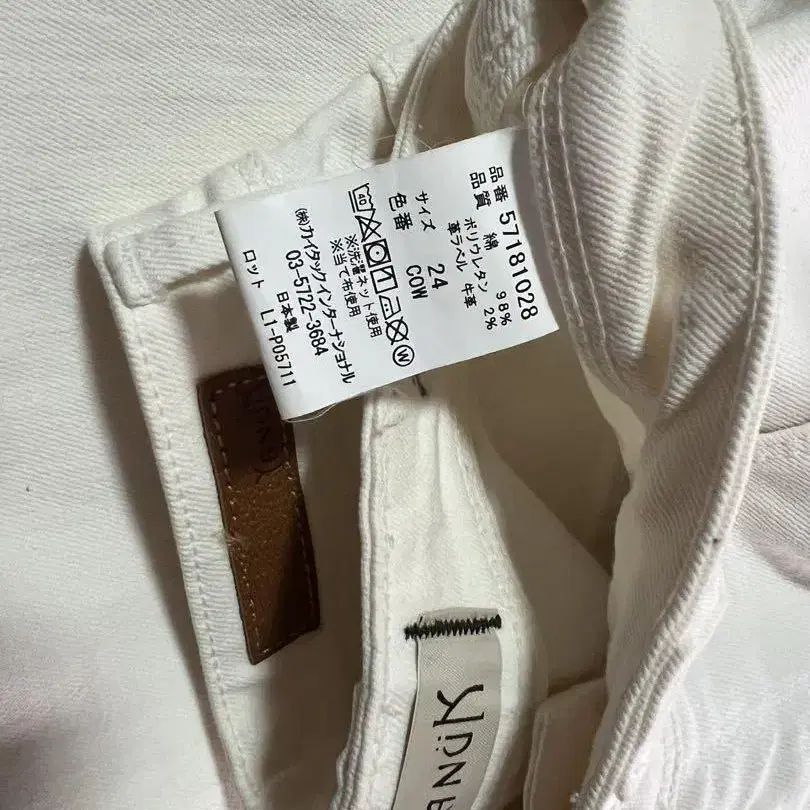 品番 57181028
品質 綿 98%
ポリウレタン 2%
革ラベル 牛革
サイズ 24
色番 COW
40
W
※洗濯ネット使用
※当て布使用
(株)カイタックインターナショナル
03-5722-3684
日本製
ロット L1-P05711